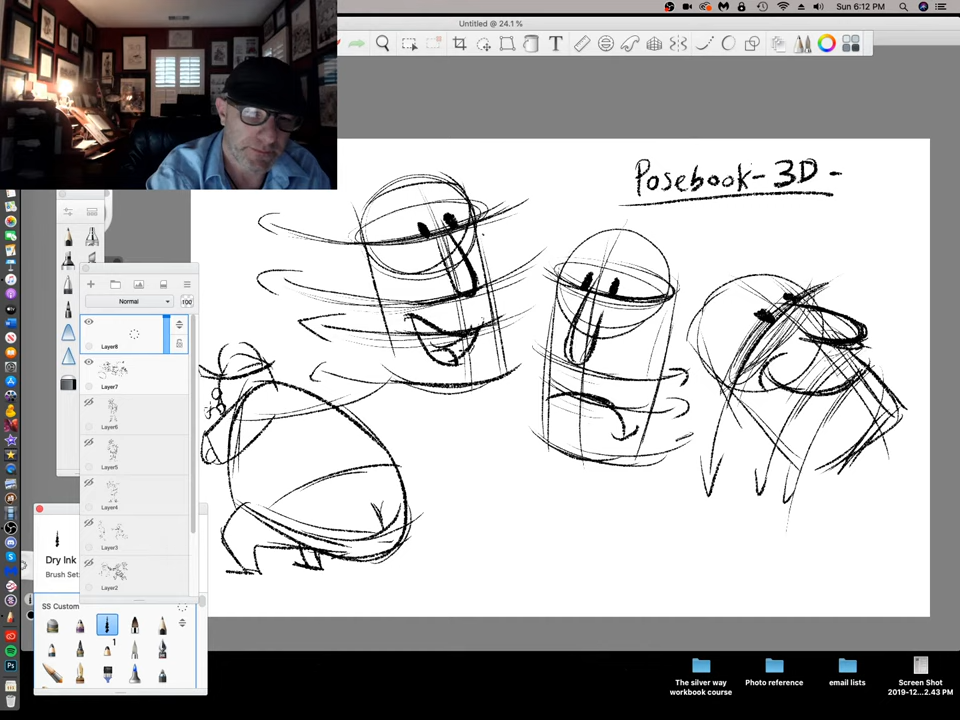 Sun 6:12 PM
Untitled @ 24.1 %
Posebook- 3D -
Normal
100
Layer8
Layer7
Layer6
Layer5
Layer4
Layer3
Layer2
Dry Ink
Brush Set:
SS Custom
1
The silver way workbook course
Photo reference
email lists
Screen Shot
2019-12...2.43 PM